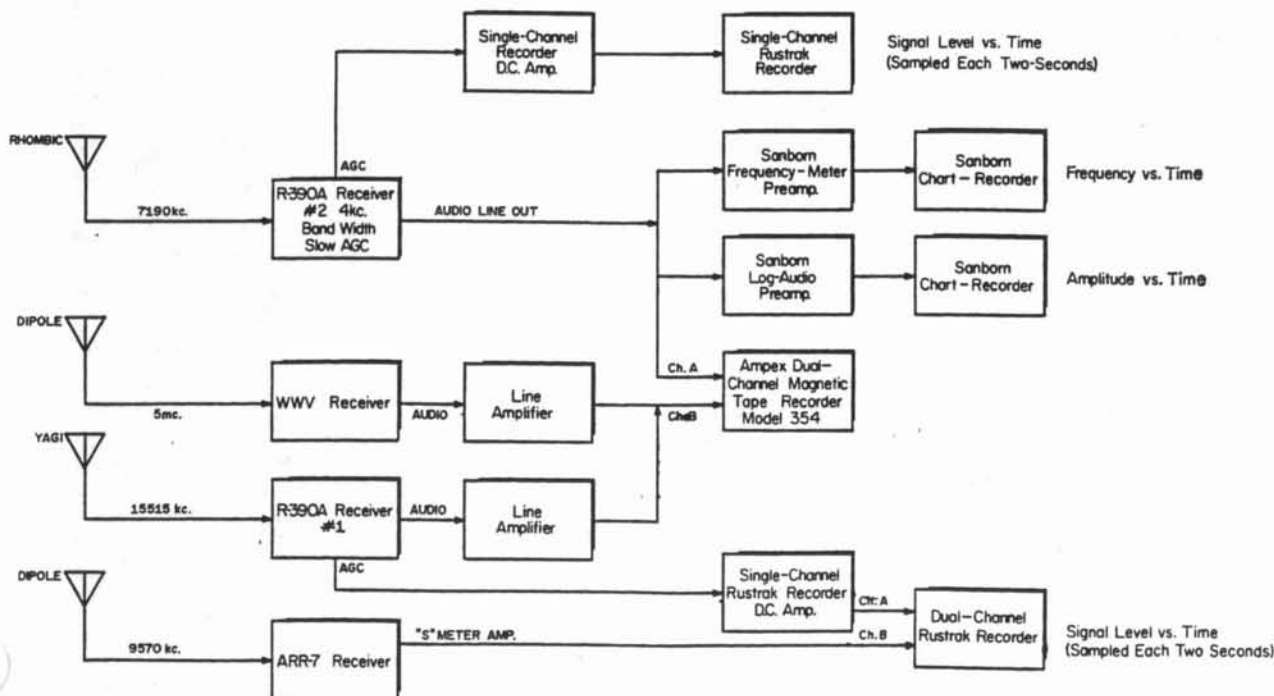 Single-Channel
Recorder
D.C. Amp.
Single-Channel
Rustrak
Recorder
Signal Level vs. Time
(Sampled Each Two-Seconds)
RHOMBIC
7190kc.
AGC
R-390A Receiver
#2 4kc.
Band Width
Slow AGC
AUDIO LINE OUT
Sanborn
Frequency-Meter
Preamp.
Sanborn
Chart-Recorder
Frequency vs. Time
Sanborn
Log-Audio
Preamp.
Sanborn
Chart-Recorder
Amplitude vs. Time
DIPOLE
5mc.
WWV Receiver
AUDIO
Line
Amplifier
Ch. A
Ch. B
Ampex Dual-
Channel Magnetic
Tape Recorder
Model 354
YAGI
15515 kc.
R-390A Receiver
#1
AUDIO
Line
Amplifier
AGC
Single-Channel
Rustrak Recorder
D.C. Amp.
Ch. A
DIPOLE
9570 kc.
ARR-7 Receiver
"S" METER AMP.
Ch. B
Dual-Channel
Rustrak Recorder
Signal Level vs. Time
(Sampled Each Two Seconds)